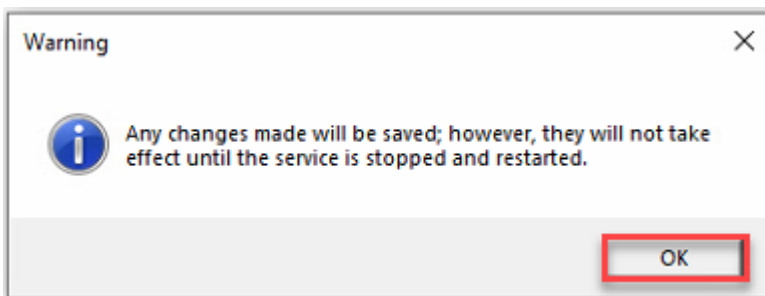 Warning
Any changes made will be saved; however, they will not take
effect until the service is stopped and restarted.
OK